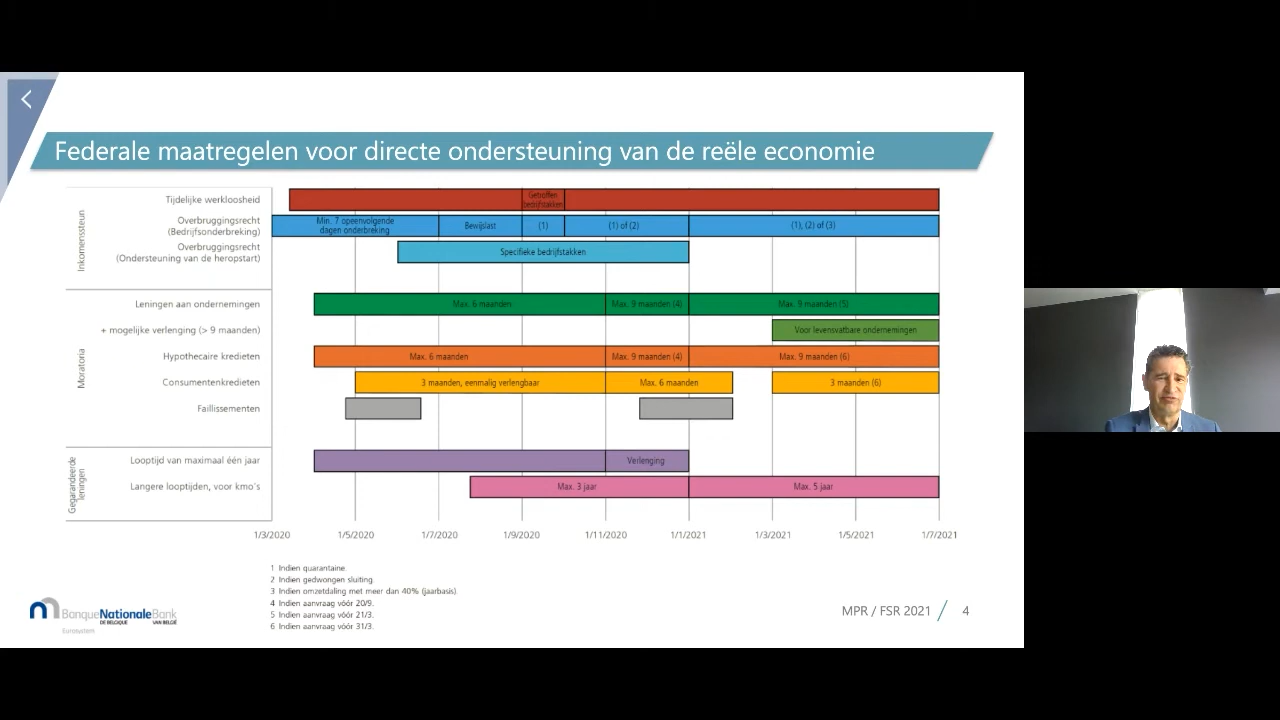 Federale maatregelen voor directe ondersteuning van de reële economie
Inkomenssteun
Tijdelijke werkloosheid
Getroffen
bedrijfstakken
Overbruggingsrecht
(Bedrijfsonderbreking)
Min. 7 opeenvolgende
dagen onderbreking
Bewijslast
(1)
(1) of (2)
(1), (2) of (3)
Overbruggingsrecht
(Ondersteuning van de heropstart)
Specifieke bedrijfstakken
Moratoria
Leningen aan ondernemingen
Max. 6 maanden
Max. 9 maanden (4)
Max. 9 maanden (5)
+ mogelijke verlenging (> 9 maanden)
Voor levensvatbare ondernemingen
Hypothecaire kredieten
Max. 6 maanden
Max. 9 maanden (4)
Max. 9 maanden (6)
Consumentenkredieten
3 maanden, eenmalig verlengbaar
Max. 6 maanden
3 maanden (6)
Faillissementen
Gegarandeerde
leningen
Looptijd van maximaal één jaar
Verlenging
Langere looptijden, voor kmo's
Max. 3 jaar
Max. 5 jaar
1/3/2020 1/5/2020 1/7/2020 1/9/2020 1/11/2020 1/1/2021 1/3/2021 1/5/2021 1/7/2021
1 Indien quarantaine.
2 Indien gedwongen sluiting.
3 Indien omzetdaling met meer dan 40% (jaarbasis).
4 Indien aanvraag vóór 20/9.
5 Indien aanvraag vóór 21/3.
6 Indien aanvraag vóór 31/3.
BanqueNationaleBank
DE BELGIQUE VAN BELGIË
Eurosystem
MPR / FSR 2021 4